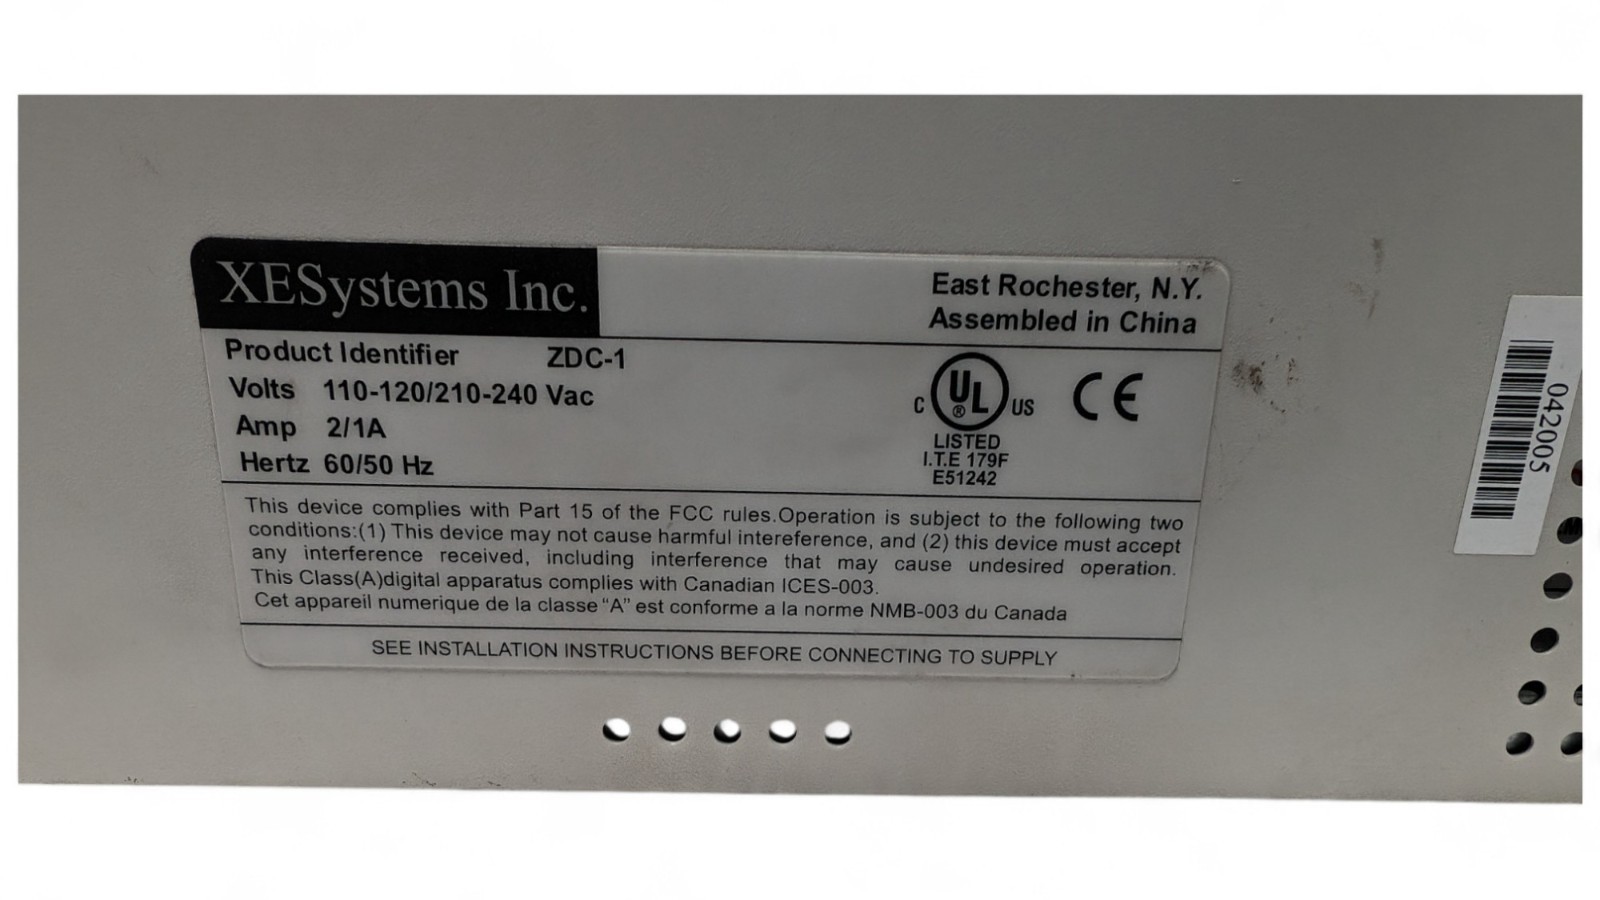 XESystems Inc.
East Rochester, N.Y.
Assembled in China
Product Identifier ZDC-1
Volts 110-120/210-240 Vac
Amp 2/1A
Hertz 60/50 Hz
C UL ® US CE
LISTED
I.T.E 179F
E51242
This device complies with Part 15 of the FCC rules.Operation is subject to the following two
conditions:(1) This device may not cause harmful intereference, and (2) this device must accept
any interference received, including interference that may cause undesired operation.
This Class(A)digital apparatus complies with Canadian ICES-003.
Cet appareil numerique de la classe “A” est conforme a la norme NMB-003 du Canada
SEE INSTALLATION INSTRUCTIONS BEFORE CONNECTING TO SUPPLY
042005